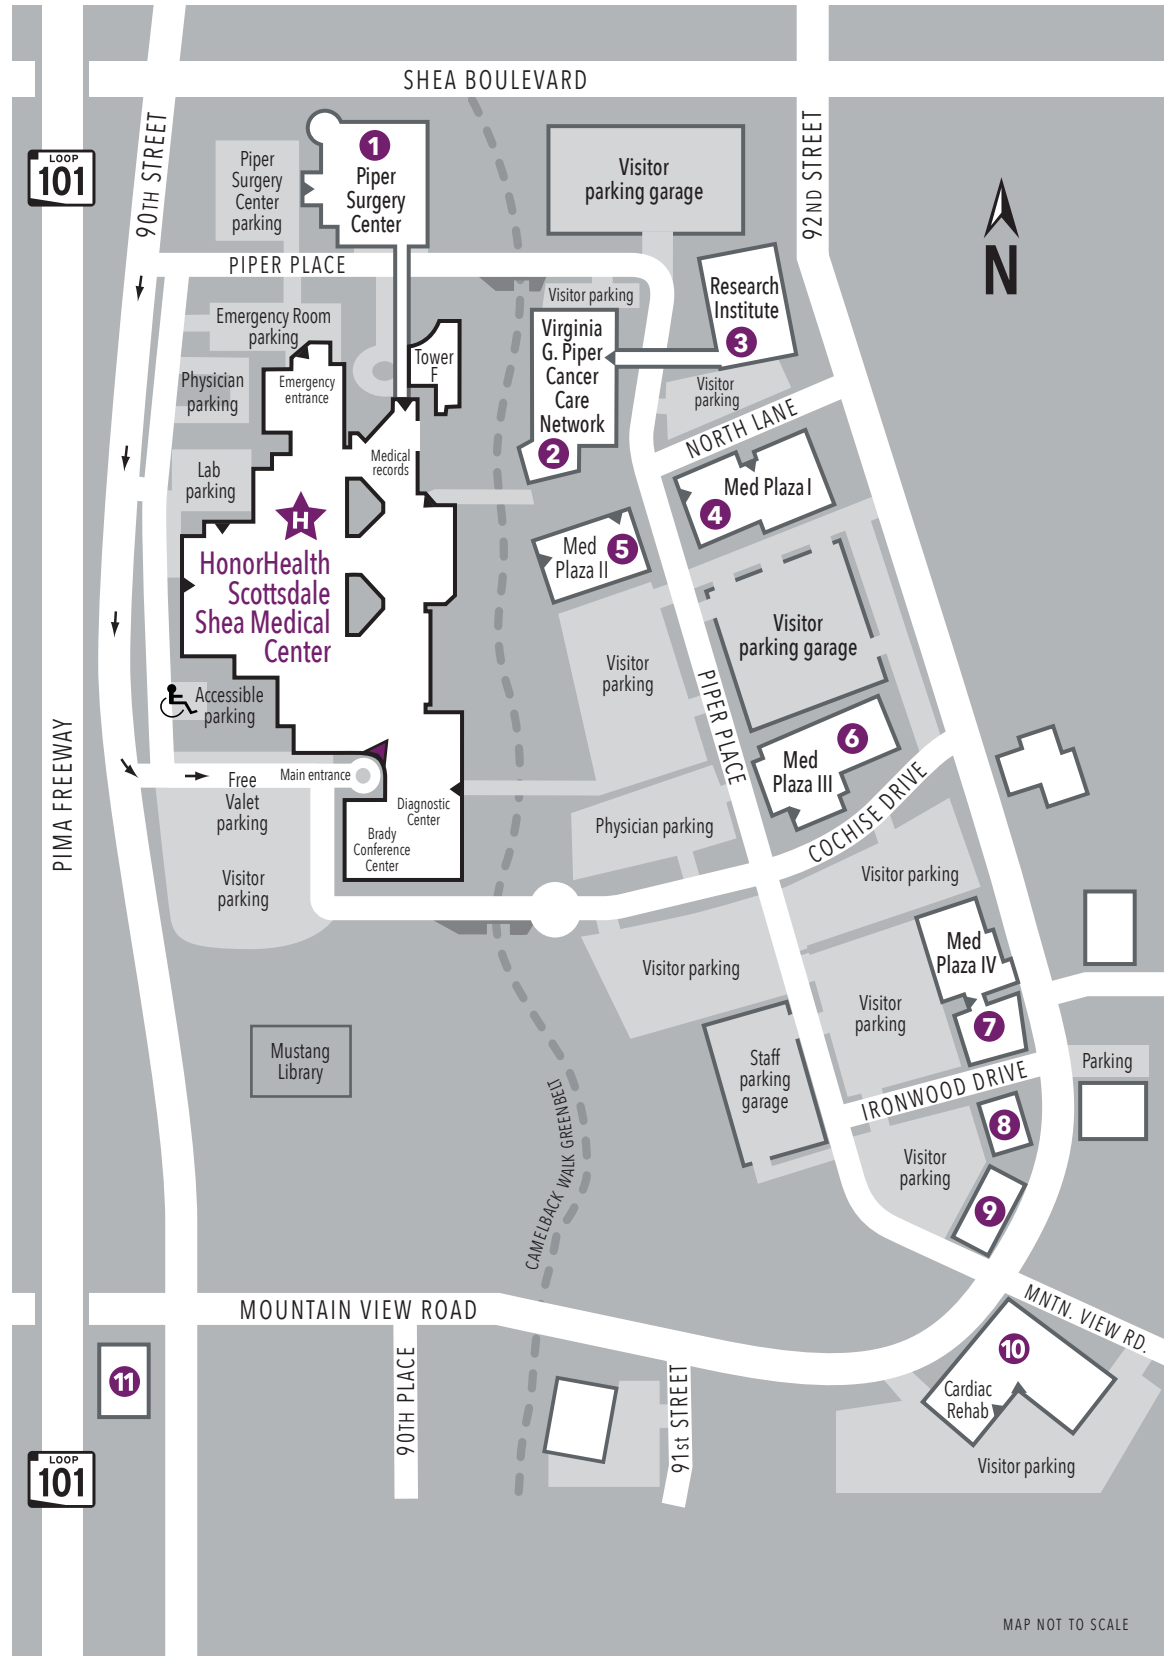 SHEA BOULEVARD
LOOP
101
90TH STREET
92ND STREET
Piper
Surgery
Center
parking
1
Piper
Surgery
Center
Visitor
parking garage
N
PIPER PLACE
Visitor parking
Research
Institute
3
Emergency Room
parking
Virginia
G. Piper
Cancer
Care
Network
2
Tower
F
Physician
parking
Emergency
entrance
Visitor
parking
NORTH LANE
Medical
records
Lab
parking
Med Plaza I
4
H
HonorHealth
Scottsdale
Shea Medical
Center
Med
Plaza II
5
Visitor
parking garage
Visitor
parking
PIPER PLACE
Accessible
parking
6
Med
Plaza III
PIMA FREEWAY
Main entrance
Free
Valet
parking
Diagnostic
Center
Brady
Conference
Center
Physician parking
COCHISE DRIVE
Visitor
parking
Visitor parking
Med
Plaza IV
Visitor parking
Visitor
parking
7
Mustang
Library
Staff
parking
garage
IRONWOOD DRIVE
Parking
CAMELBACK WALK GREENBELT
8
Visitor
parking
9
MOUNTAIN VIEW ROAD
MNTN. VIEW RD.
10
Cardiac
Rehab
11
90TH PLACE
91st STREET
Visitor parking
LOOP
101
MAP NOT TO SCALE